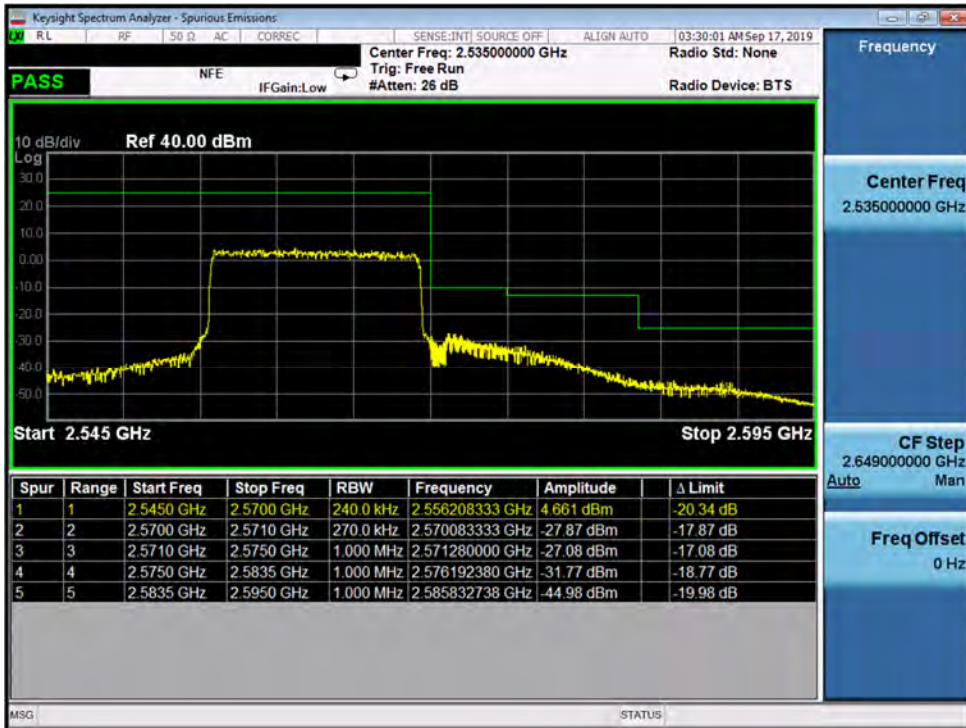 Keysight Spectrum Analyzer - Spurious Emissions
LXI RL RF 50 Ω AC CORREC SENSE:INT SOURCE OFF ALIGN AUTO 03:30:01 AM Sep 17, 2019
Center Freq: 2.535000000 GHz Radio Std: None
PASS NFE Trig: Free Run
IFGain:Low #Atten: 26 dB Radio Device: BTS
10 dB/div Ref 40.00 dBm
Log
30.0
20.0
10.0
0.00
-10.0
-20.0
-30.0
-40.0
-50.0
Start 2.545 GHz Stop 2.595 GHz
Spur Range Start Freq Stop Freq RBW Frequency Amplitude Δ Limit
1 1 2.5450 GHz 2.5700 GHz 240.0 kHz 2.556208333 GHz 4.661 dBm -20.34 dB
2 2 2.5700 GHz 2.5710 GHz 270.0 kHz 2.570083333 GHz -27.87 dBm -17.87 dB
3 3 2.5710 GHz 2.5750 GHz 1.000 MHz 2.571280000 GHz -27.08 dBm -17.08 dB
4 4 2.5750 GHz 2.5835 GHz 1.000 MHz 2.576192380 GHz -31.77 dBm -18.77 dB
5 5 2.5835 GHz 2.5950 GHz 1.000 MHz 2.585832738 GHz -44.98 dBm -19.98 dB
MSG STATUS
Frequency
Center Freq
2.535000000 GHz
CF Step
2.649000000 GHz
Auto Man
Freq Offset
0 Hz